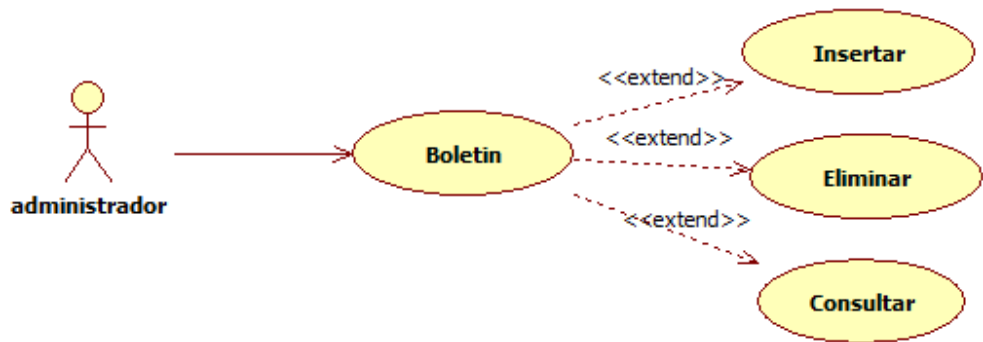 Insertar
<<extend>>
<<extend>>
Boletin
Eliminar
administrador
<<extend>>
Consultar